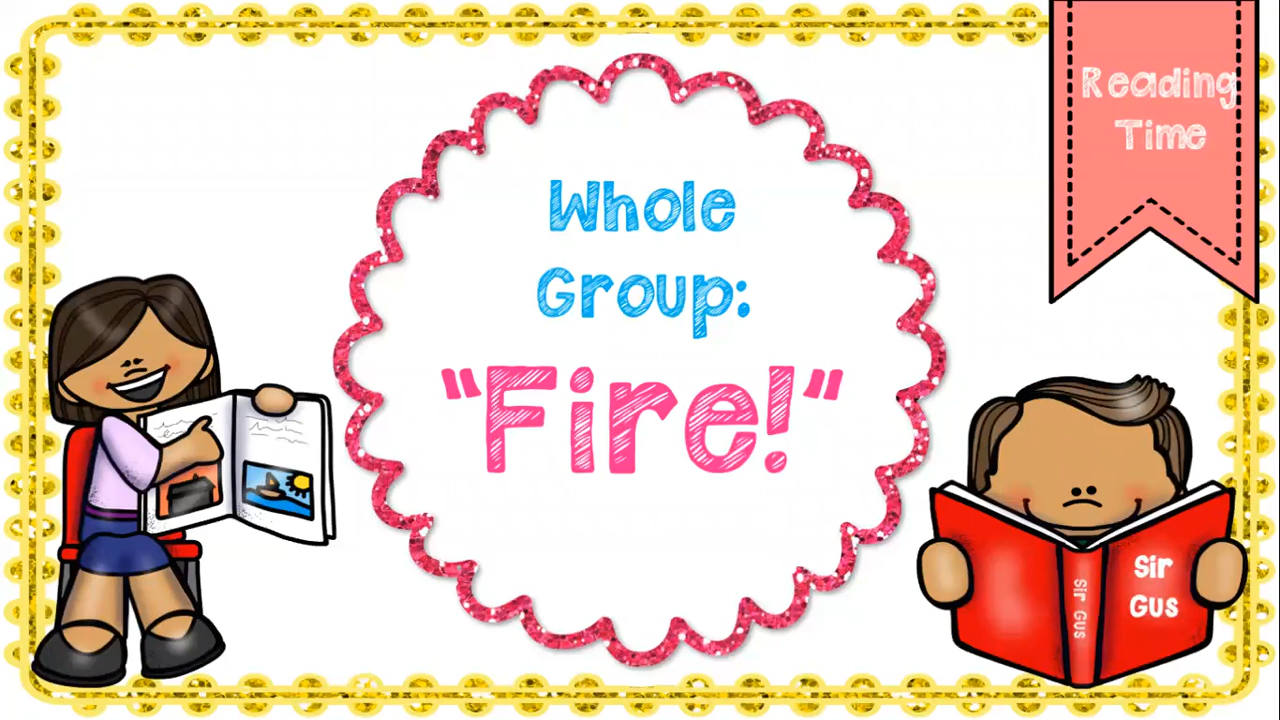 Reading
Time
Whole
Group:
"Fire!"
Sir
Gus
Sir Gus